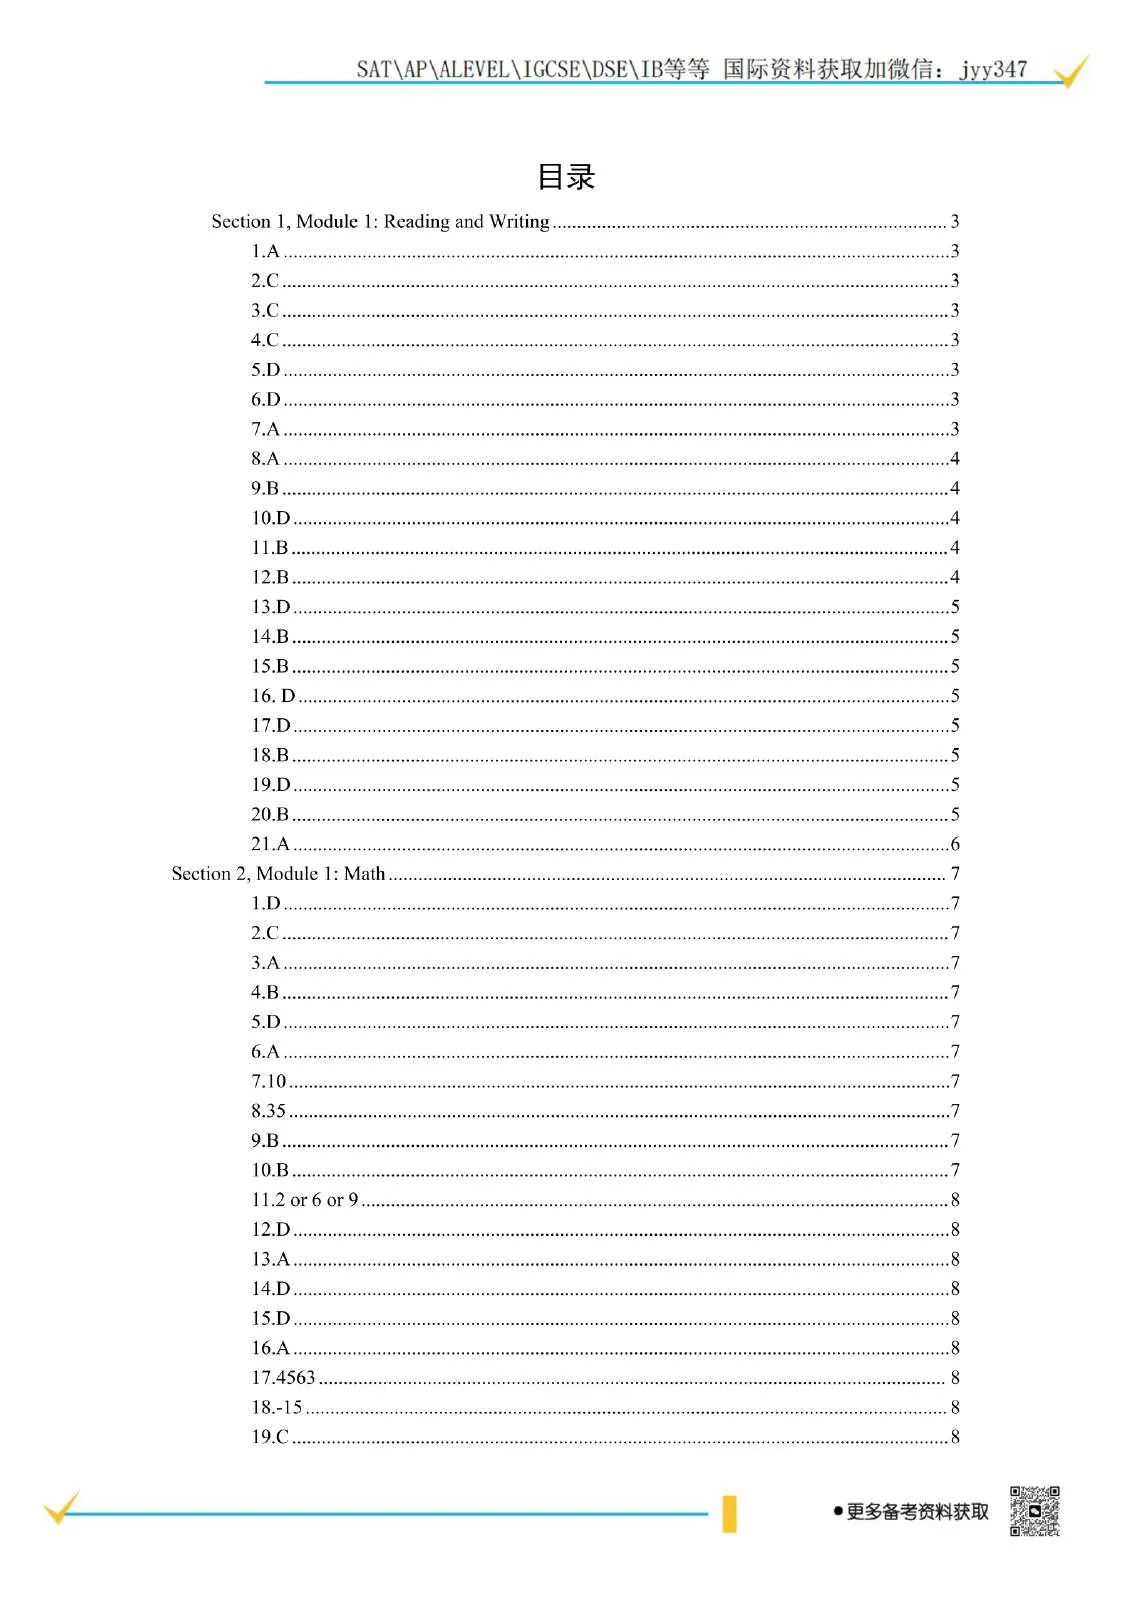 SAT\AP\ALEVEL\IGCSE\DSE\IB等等 国际资料获取加微信：jyy347
目录
Section 1, Module 1: Reading and Writing 3
1.A 3
2.C 3
3.C 3
4.C 3
5.D 3
6.D 3
7.A 3
8.A 4
9.B 4
10.D 4
11.B 4
12.B 4
13.D 5
14.B 5
15.B 5
16. D 5
17.D 5
18.B 5
19.D 5
20.B 5
21.A 6
Section 2, Module 1: Math 7
1.D 7
2.C 7
3.A 7
4.B 7
5.D 7
6.A 7
7.10 7
8.35 7
9.B 7
10.B 7
11.2 or 6 or 9 8
12.D 8
13.A 8
14.D 8
15.D 8
16.A 8
17.4563 8
18.-15 8
19.C 8
●更多备考资料获取